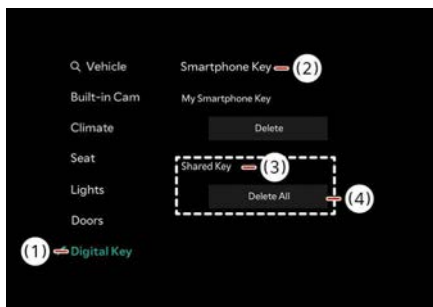 Vehicle
Smartphone Key (2)
Built-in Cam
My Smartphone Key
Climate
Delete
Seat
Shared Key (3)
Lights
Delete All (4)
Doors
(1) Digital Key